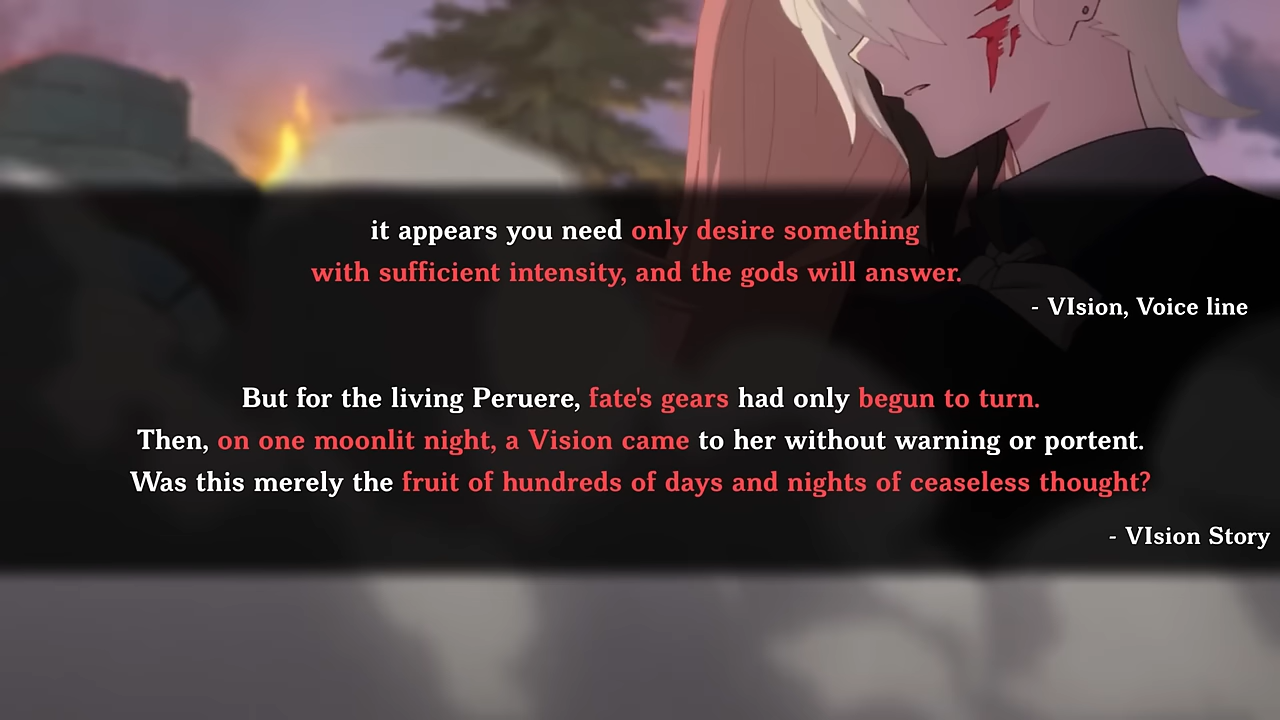 it appears you need only desire something
with sufficient intensity, and the gods will answer.
- VIsion, Voice line
But for the living Peruere, fate's gears had only begun to turn.
Then, on one moonlit night, a Vision came to her without warning or portent.
Was this merely the fruit of hundreds of days and nights of ceaseless thought?
- VIsion Story